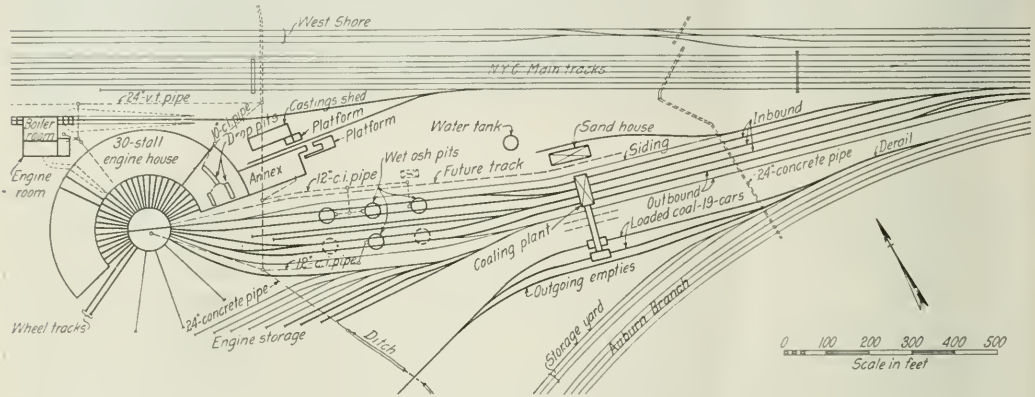 West Shore
N.Y.C. Main tracks
24" v.t. pipe
10" c.i. pipe
Drop pits
Castings shed
Platform
Platform
Boiler
room
30-stall
engine house
Engine
room
Annex
Water tank
Sand house
Inbound
Siding
Wet ash pits
12" c.i. pipe
Future track
24" concrete pipe
Derail
Outbound
Loaded coal-19-cars
Coaling plant
12" c.i. pipe
Outgoing empties
24" concrete pipe
Engine storage
Wheel tracks
Ditch
Storage yard
Auburn Branch
0 100 200 300 400 500
Scale in feet